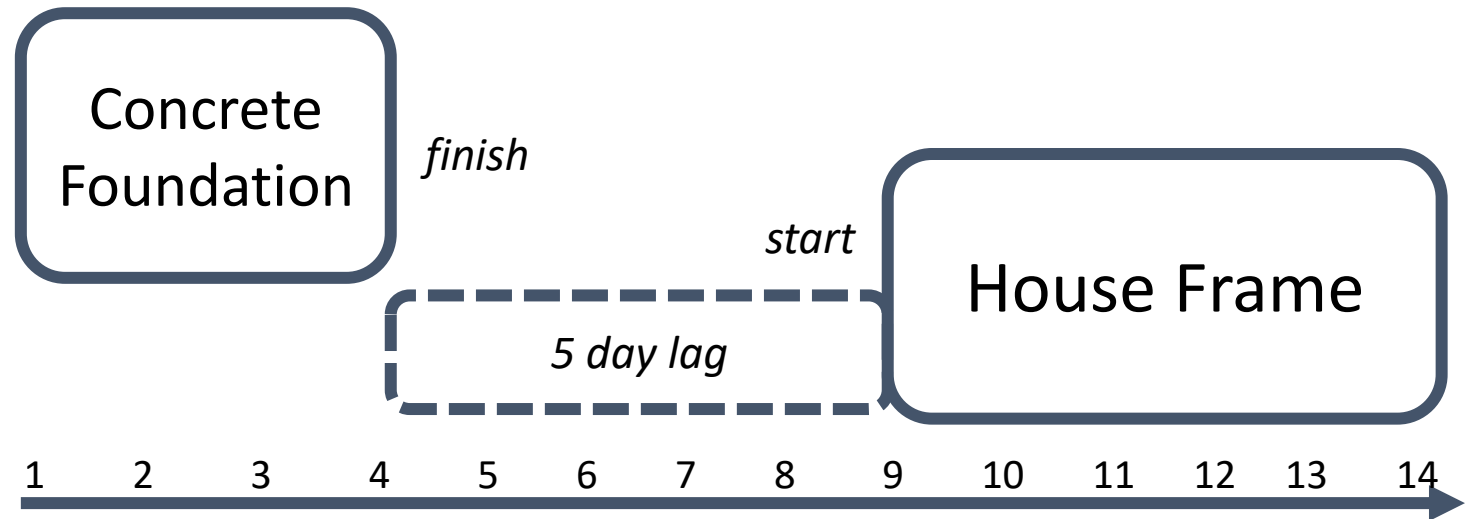 Concrete
Foundation
finish
start
House Frame
5 day lag
1 2 3 4 5 6 7 8 9 10 11 12 13 14